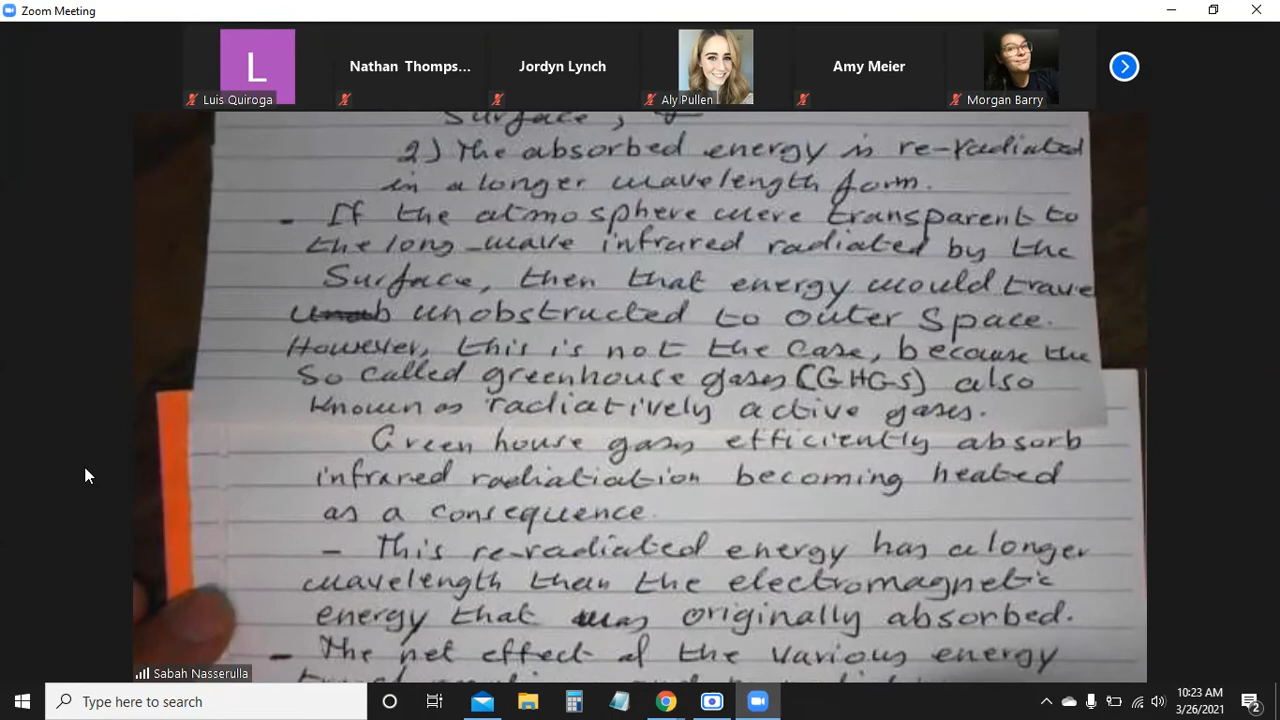 Zoom Meeting
L
Luis Quiroga
Nathan Thomps...
Jordyn Lynch
Aly Pullen
Amy Meier
Morgan Barry
Surface,
2) The absorbed energy is re-radiated
in a longer wavelength form.
- If the atmosphere were transparent to
the long-wave infrared radiated by the
Surface, then that energy would trave
unobstructed to outer space.
However, this is not the case, because the
so called greenhouse gases (GHGs) also
known as radiatively active gases.
Green house gases efficiently absorb
infrared radiatiation becoming heated
as a consequence.
- This re-radiated energy has a longer
wavelength than the electromagnetic
energy that was originally absorbed.
- The net effect of the various energy
Sabah Nasserulla
Type here to search
10:23 AM
3/26/2021
2